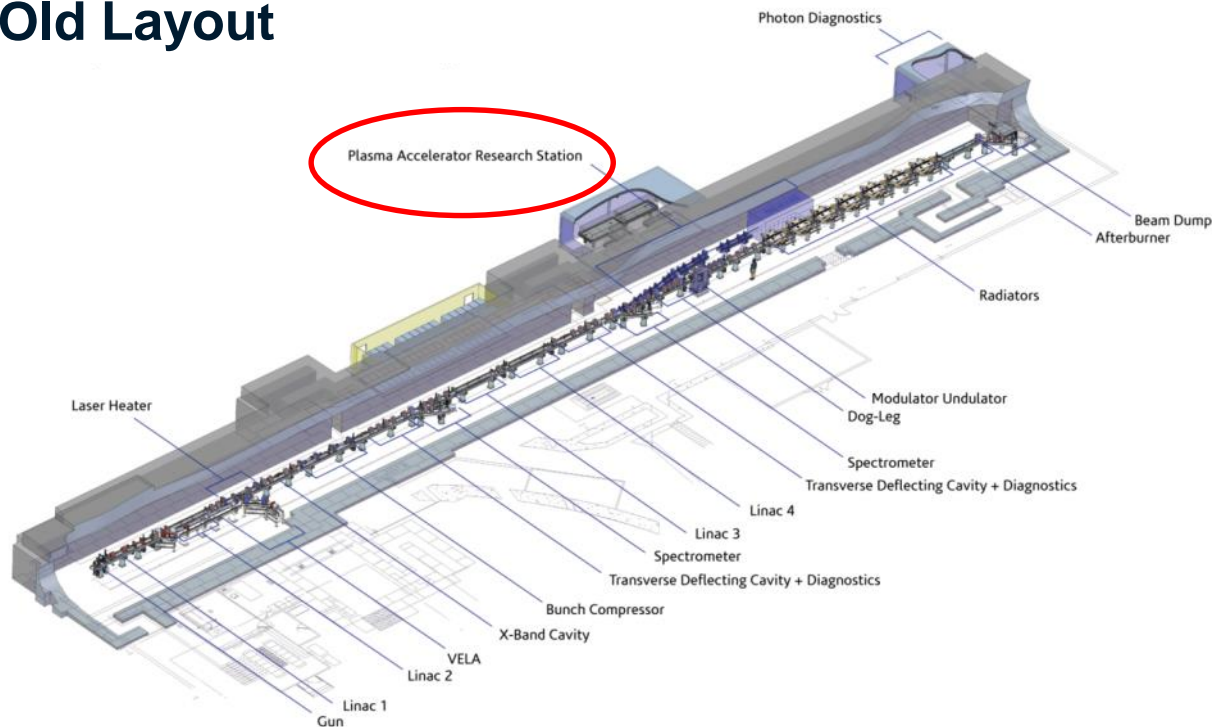 Old Layout
Photon Diagnostics
Plasma Accelerator Research Station
Beam Dump
Afterburner
Radiators
Modulator Undulator
Dog-Leg
Laser Heater
Spectrometer
Transverse Deflecting Cavity + Diagnostics
Linac 4
Linac 3
Spectrometer
Transverse Deflecting Cavity + Diagnostics
Bunch Compressor
X-Band Cavity
VELA
Linac 2
Linac 1
Gun